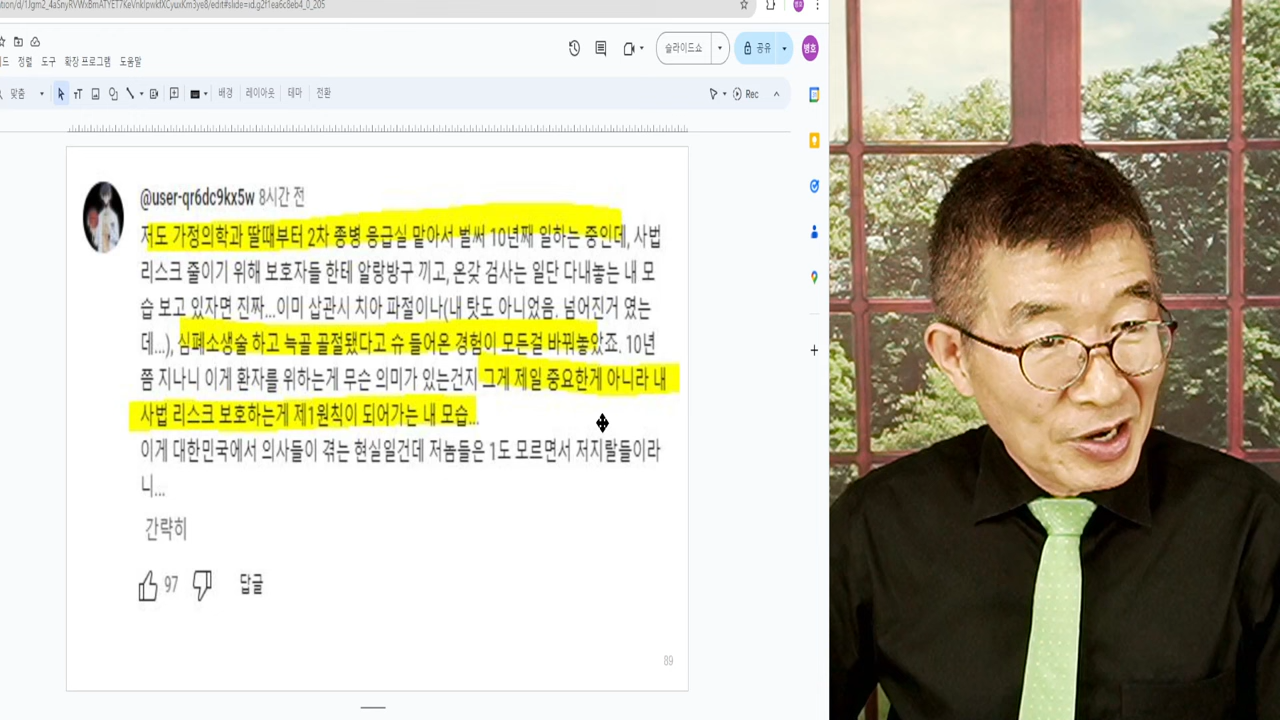 슬라이드쇼
공유
범호
정렬 도구 확장 프로그램 도움말
맞춤
배경 레이아웃 테마 전환
Rec
@user-qr6dc9kx5w 8시간 전
저도 가정의학과 딸때부터 2차 종병 응급실 맡아서 벌써 10년째 일하는 중인데, 사법
리스크 줄이기 위해 보호자들 한테 알랑방구 끼고, 온갖 검사는 일단 다내놓는 내 모
습 보고 있자면 진짜...이미 삽관시 치아 파절이나(내 탓도 아니었음. 넘어진거 였는
데...), 심폐소생술 하고 늑골 골절됐다고 슈 들어온 경험이 모든걸 바꿔놓았죠. 10년
쯤 지나니 이게 환자를 위하는게 무슨 의미가 있는건지 그게 제일 중요한게 아니라 내
사법 리스크 보호하는게 제1원칙이 되어가는 내 모습...
이게 대한민국에서 의사들이 겪는 현실일건데 저놈들은 1도 모르면서 저지랄들이라
니...
간략히
97 답글
89